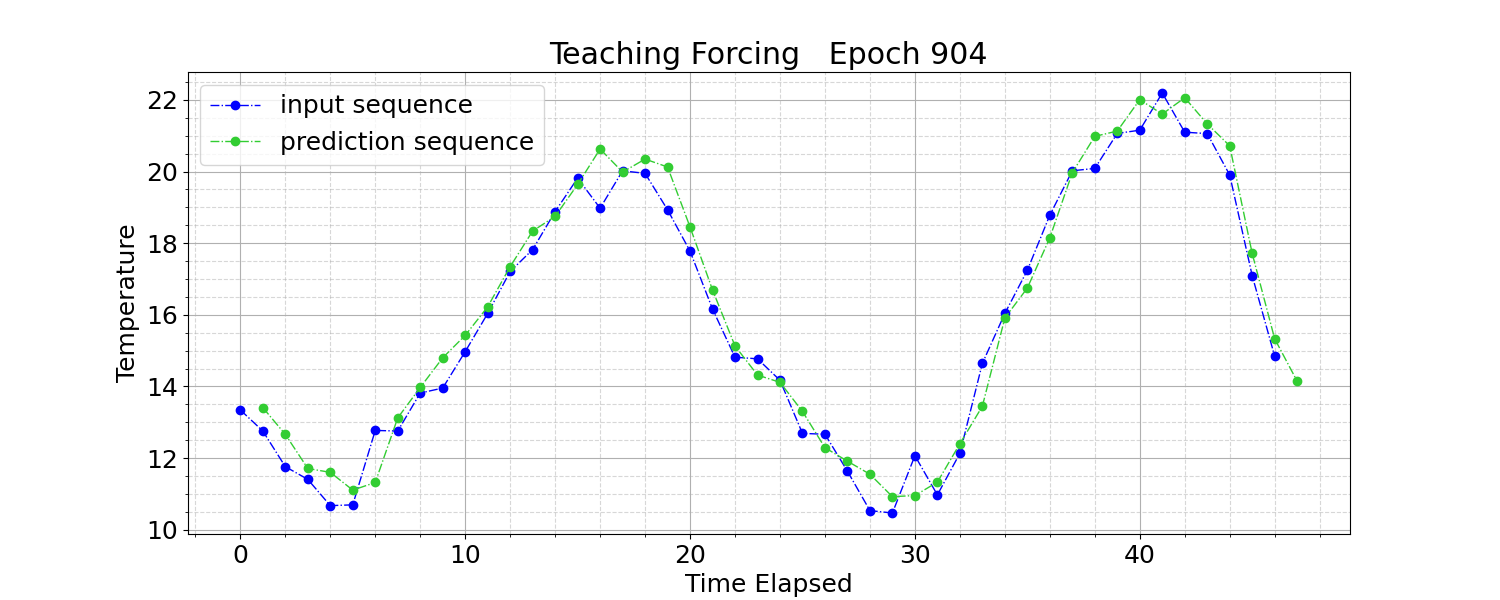 Teaching Forcing   Epoch 904
input sequence
prediction sequence
Temperature
22
20
18
16
14
12
10
0 10 20 30 40
Time Elapsed